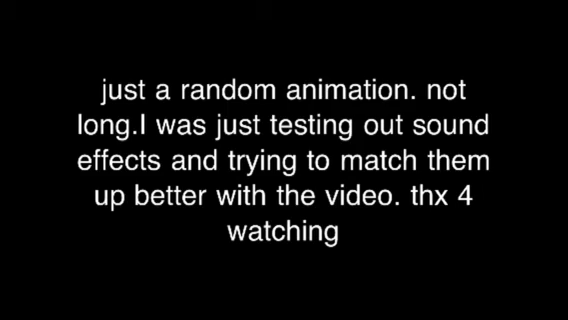 just a random animation. not
long.I was just testing out sound
effects and trying to match them
up better with the video. thx 4
watching